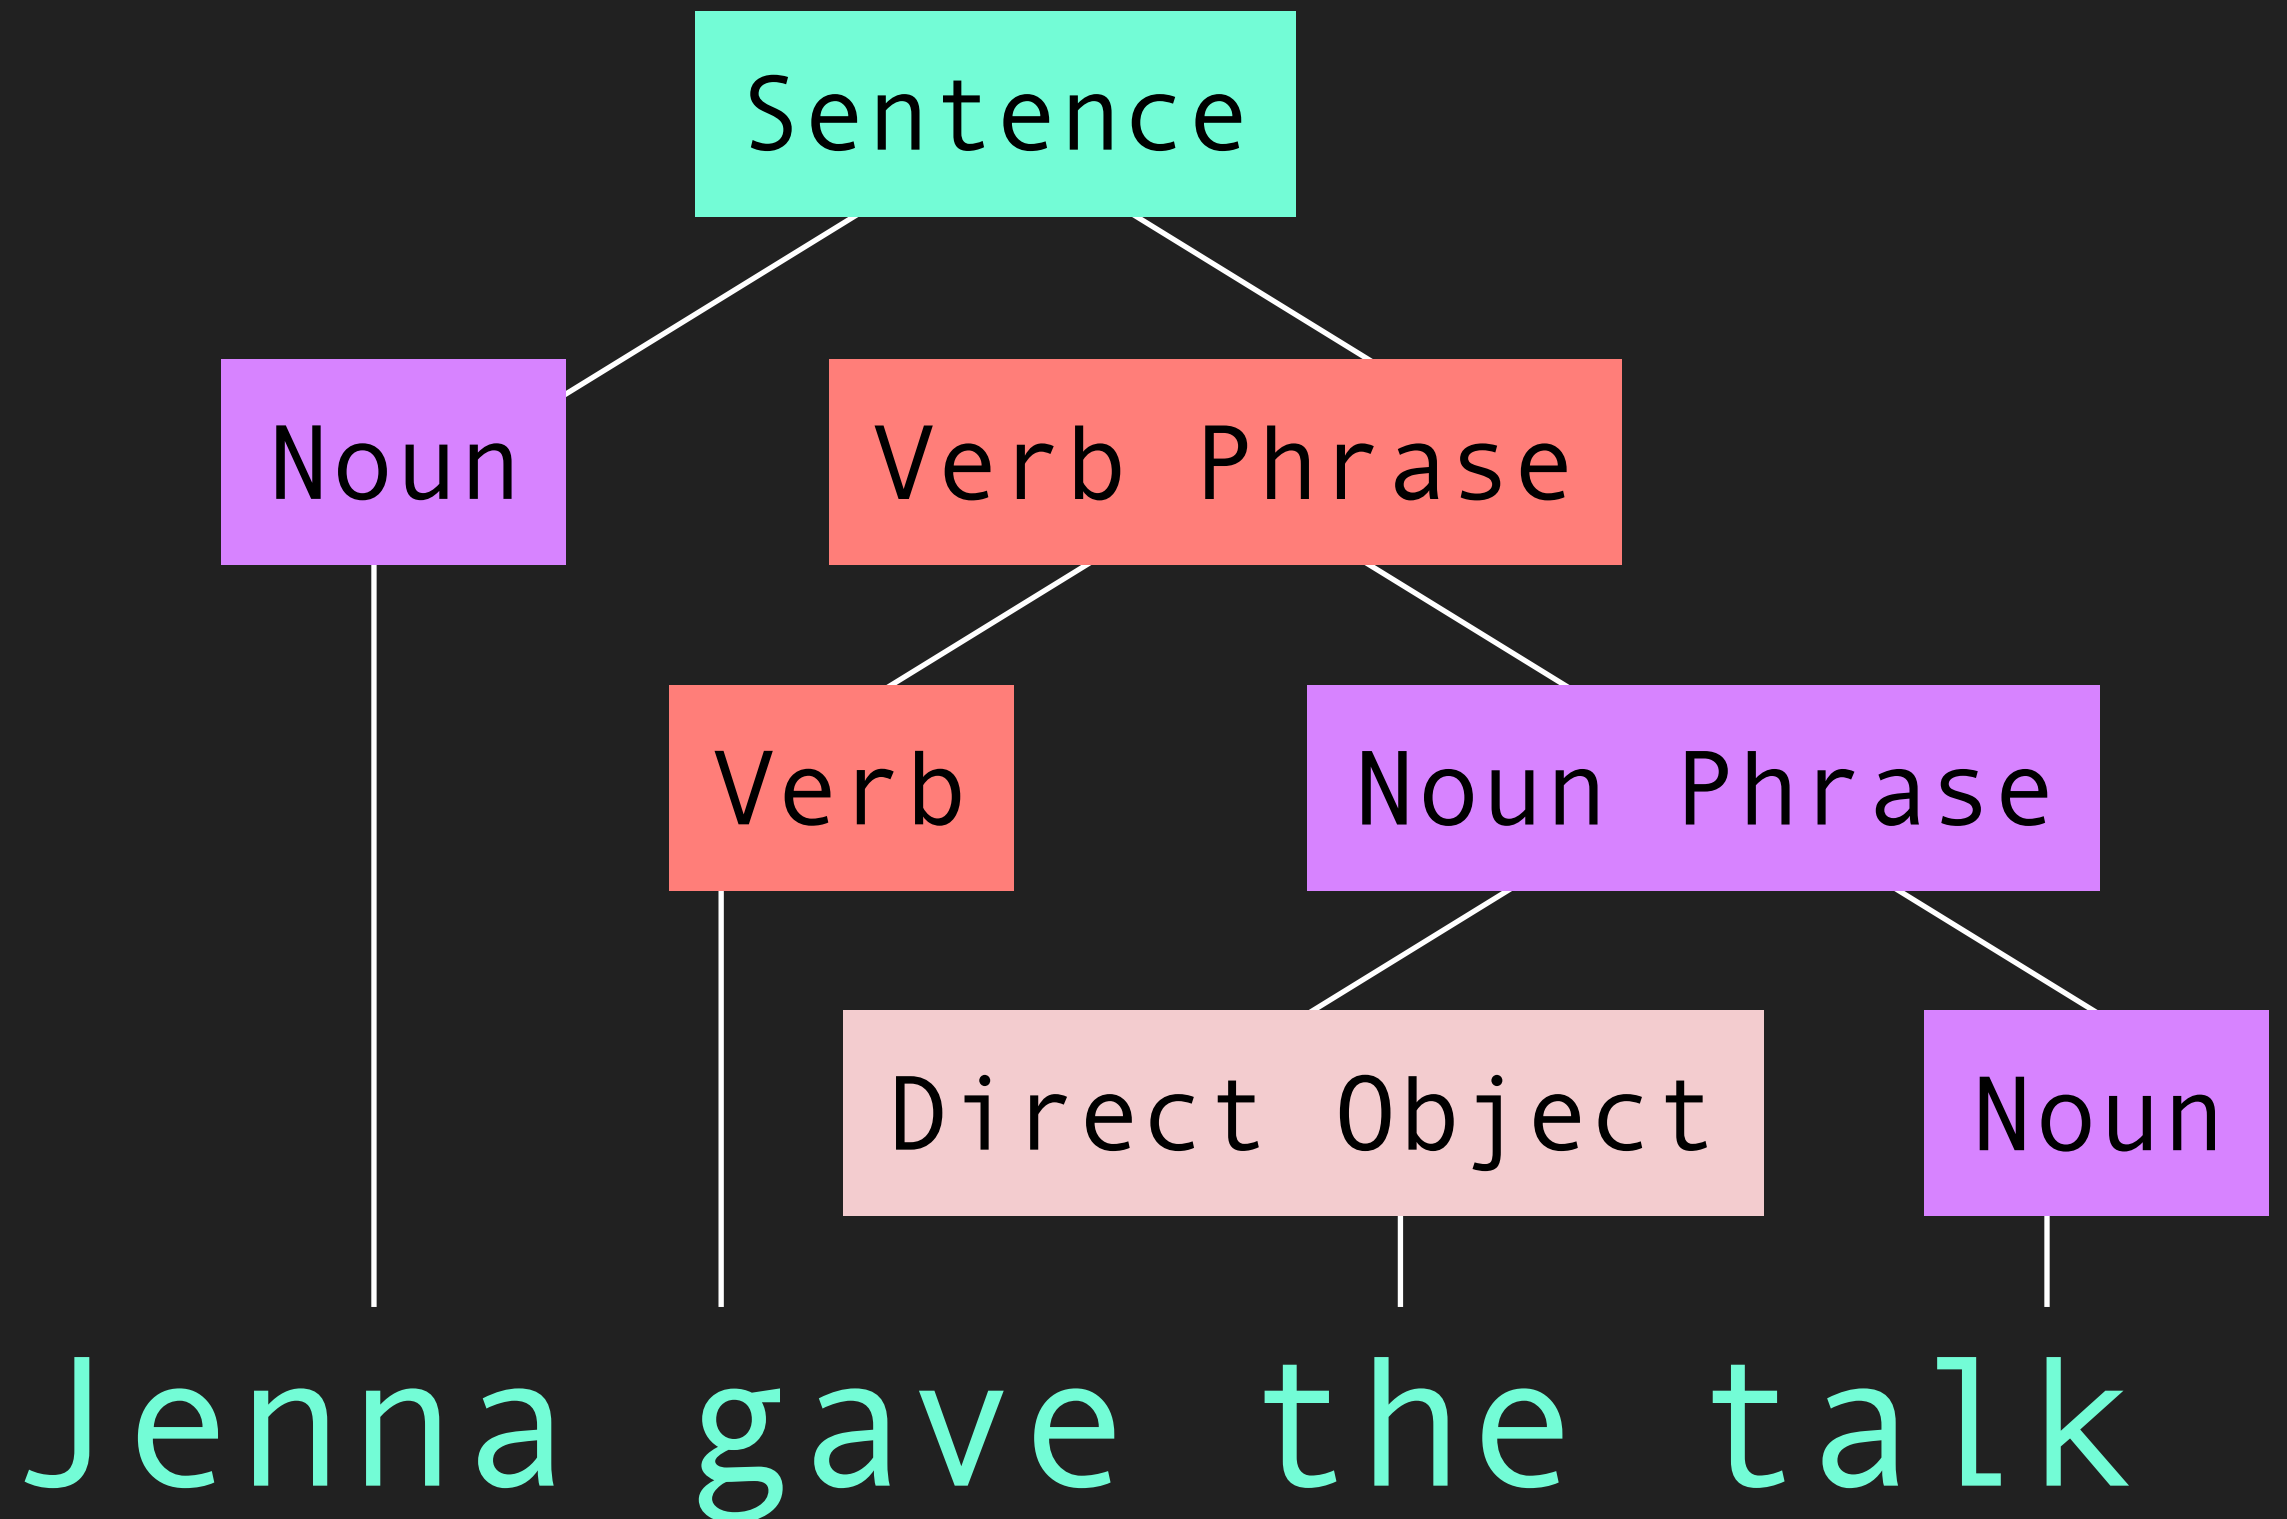 Sentence
Noun Verb Phrase
Verb Noun Phrase
Direct Object Noun
Jenna gave the talk